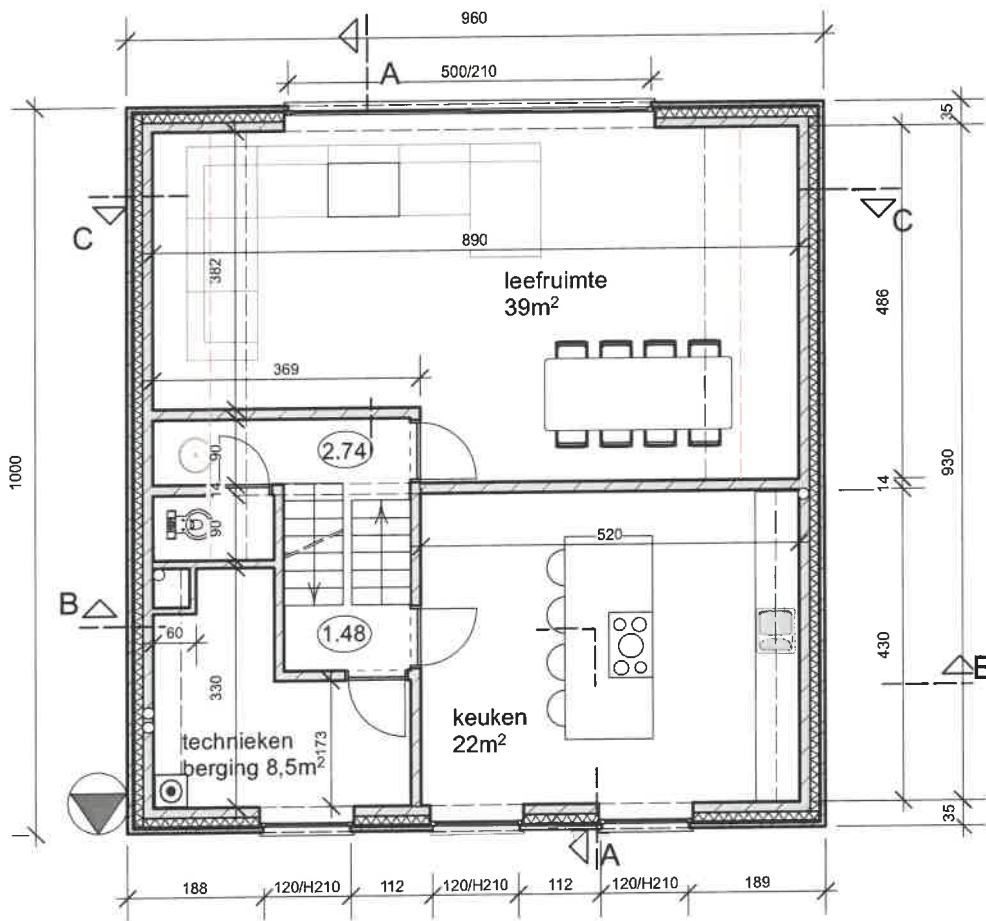 960
500/210
A
35
C
C
890
382
leefruimte
39m²
486
369
1000
930
90
2.74
14
14
90
520
B
60
1.48
430
E
330
keuken
22m²
technieken
berging 8,5m²
173
A
35
188
120/H210
112
120/H210
112
120/H210
189